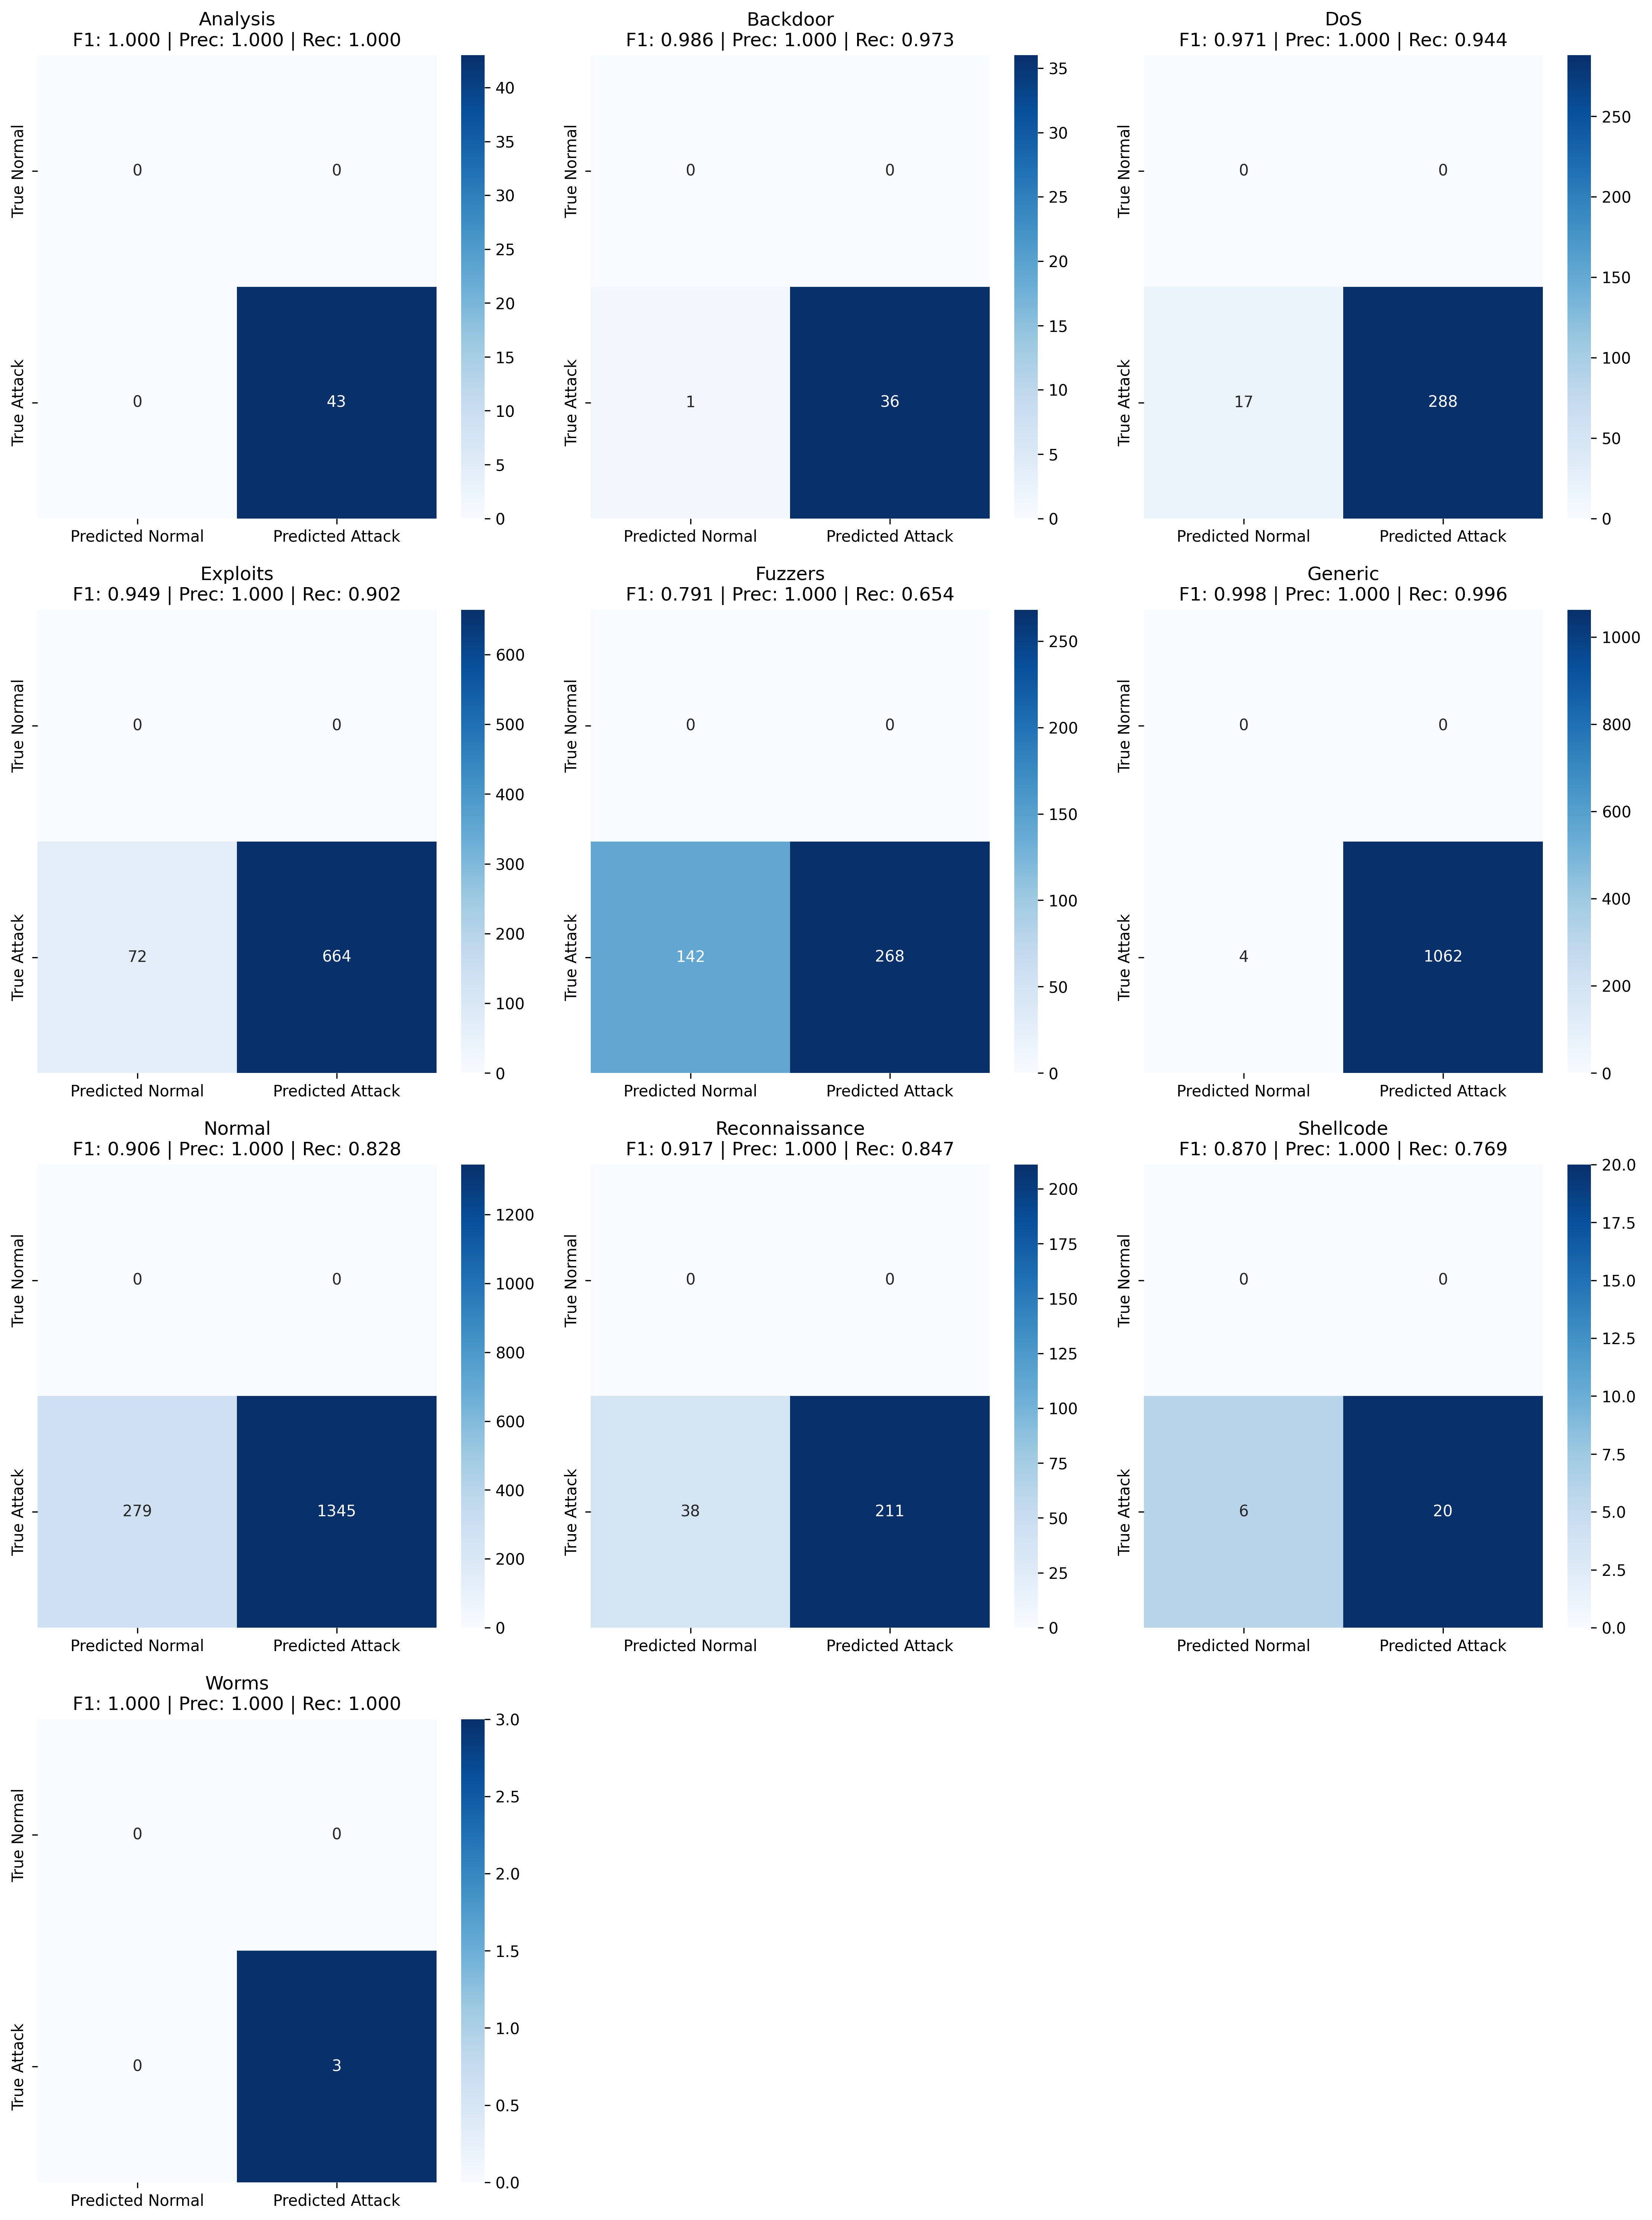 Analysis
F1: 1.000 | Prec: 1.000 | Rec: 1.000
True Normal
True Attack
0
0
0
43
Predicted Normal
Predicted Attack
40
35
30
25
20
15
10
5
0
Backdoor
F1: 0.986 | Prec: 1.000 | Rec: 0.973
True Normal
True Attack
0
0
1
36
Predicted Normal
Predicted Attack
35
30
25
20
15
10
5
0
DoS
F1: 0.971 | Prec: 1.000 | Rec: 0.944
True Normal
True Attack
0
0
17
288
Predicted Normal
Predicted Attack
250
200
150
100
50
0
Exploits
F1: 0.949 | Prec: 1.000 | Rec: 0.902
True Normal
True Attack
0
0
72
664
Predicted Normal
Predicted Attack
600
500
400
300
200
100
0
Fuzzers
F1: 0.791 | Prec: 1.000 | Rec: 0.654
True Normal
True Attack
0
0
142
268
Predicted Normal
Predicted Attack
250
200
150
100
50
0
Generic
F1: 0.998 | Prec: 1.000 | Rec: 0.996
True Normal
True Attack
0
0
4
1062
Predicted Normal
Predicted Attack
1000
800
600
400
200
0
Normal
F1: 0.906 | Prec: 1.000 | Rec: 0.828
True Normal
True Attack
0
0
279
1345
Predicted Normal
Predicted Attack
1200
1000
800
600
400
200
0
Reconnaissance
F1: 0.917 | Prec: 1.000 | Rec: 0.847
True Normal
True Attack
0
0
38
211
Predicted Normal
Predicted Attack
200
175
150
125
100
75
50
25
0
Shellcode
F1: 0.870 | Prec: 1.000 | Rec: 0.769
True Normal
True Attack
0
0
6
20
Predicted Normal
Predicted Attack
20.0
17.5
15.0
12.5
10.0
7.5
5.0
2.5
0.0
Worms
F1: 1.000 | Prec: 1.000 | Rec: 1.000
True Normal
True Attack
0
0
0
3
Predicted Normal
Predicted Attack
3.0
2.5
2.0
1.5
1.0
0.5
0.0